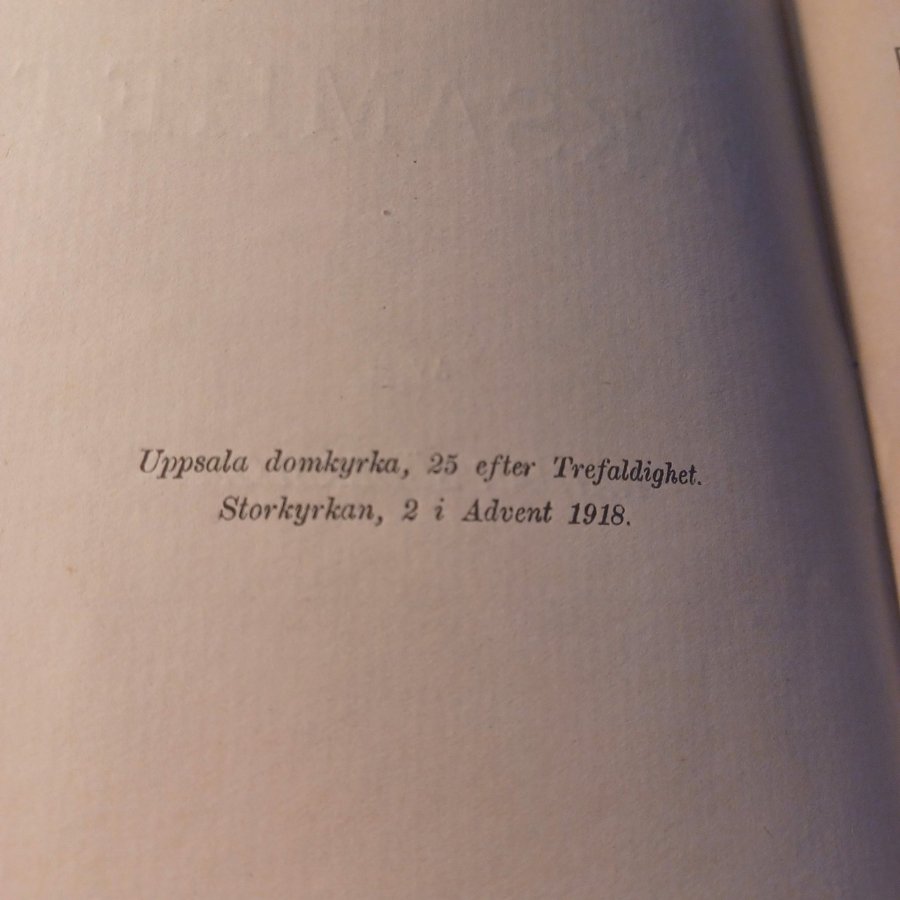 Uppsala domkyrka, 25 efter Trefaldighet.
Storkyrkan, 2 i Advent 1918.